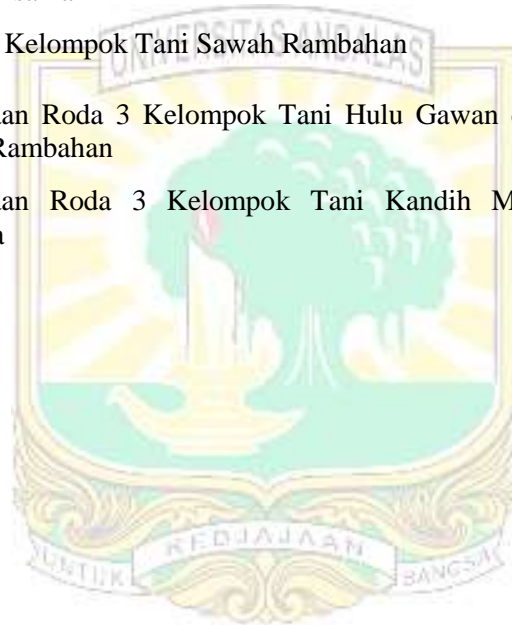 Kelompok Tani Sawah Rambahan
an Roda 3 Kelompok Tani Hulu Gawan
Rambahan
an Roda 3 Kelompok Tani Kandih M
UNIVERSITAS ANDALAS
UNTUK KEDJAJAAN BANGSA